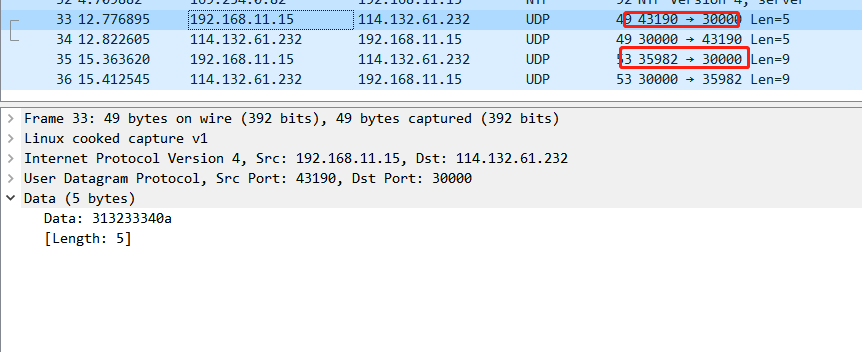 33 12.776895 192.168.11.15 114.132.61.232 UDP 49 43190 → 30000 Len=5
34 12.822605 114.132.61.232 192.168.11.15 UDP 49 30000 → 43190 Len=5
35 15.363620 192.168.11.15 114.132.61.232 UDP 53 35982 → 30000 Len=9
36 15.412545 114.132.61.232 192.168.11.15 UDP 53 30000 → 35982 Len=9
Frame 33: 49 bytes on wire (392 bits), 49 bytes captured (392 bits)
Linux cooked capture v1
Internet Protocol Version 4, Src: 192.168.11.15, Dst: 114.132.61.232
User Datagram Protocol, Src Port: 43190, Dst Port: 30000
Data (5 bytes)
Data: 313233340a
[Length: 5]